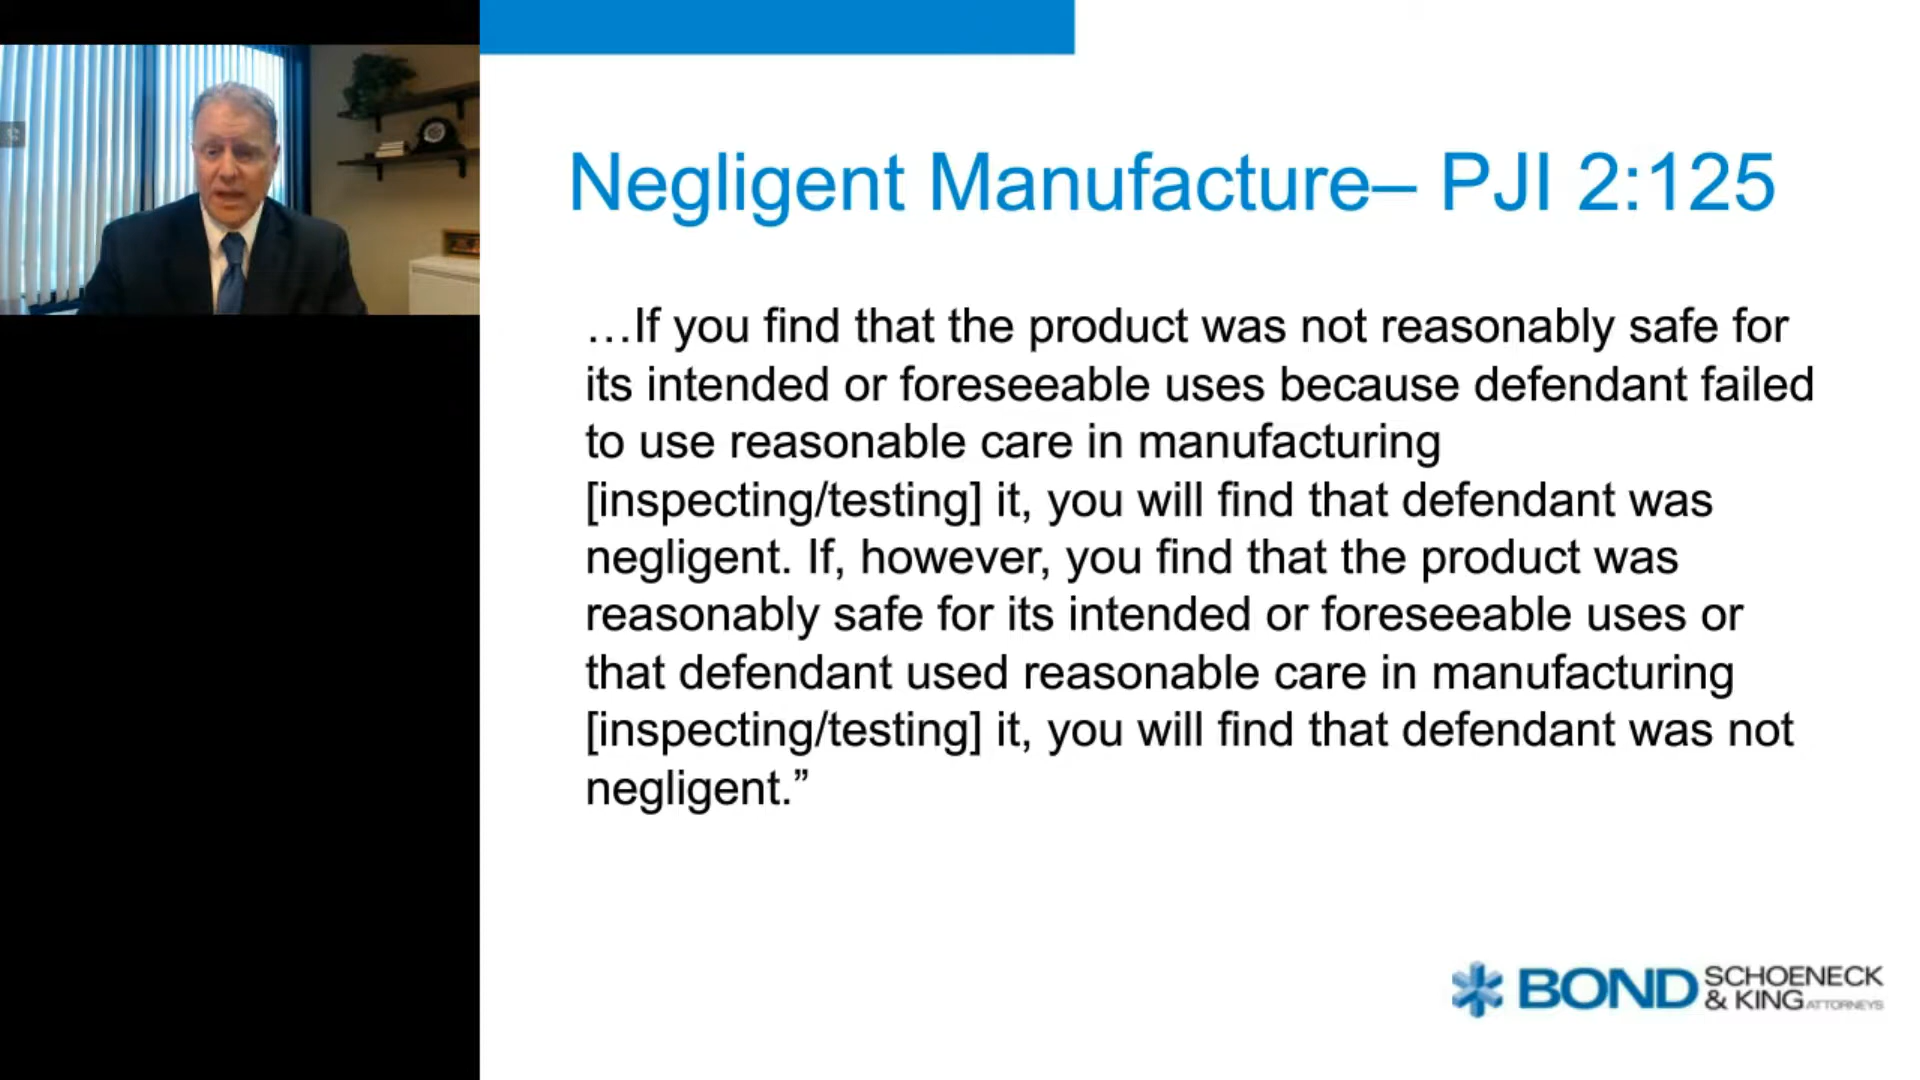 Negligent Manufacture– PJI 2:125
…If you find that the product was not reasonably safe for
its intended or foreseeable uses because defendant failed
to use reasonable care in manufacturing
[inspecting/testing] it, you will find that defendant was
negligent. If, however, you find that the product was
reasonably safe for its intended or foreseeable uses or
that defendant used reasonable care in manufacturing
[inspecting/testing] it, you will find that defendant was not
negligent.”
BOND SCHOENECK
& KING ATTORNEYS